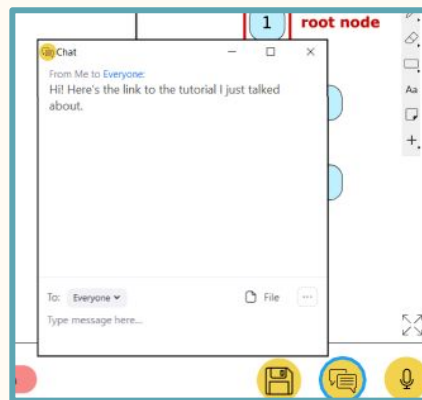 1
root node
Chat
From Me to Everyone:
Hi! Here's the link to the tutorial I just talked
about.
Aa
To: Everyone
File
Type message here...